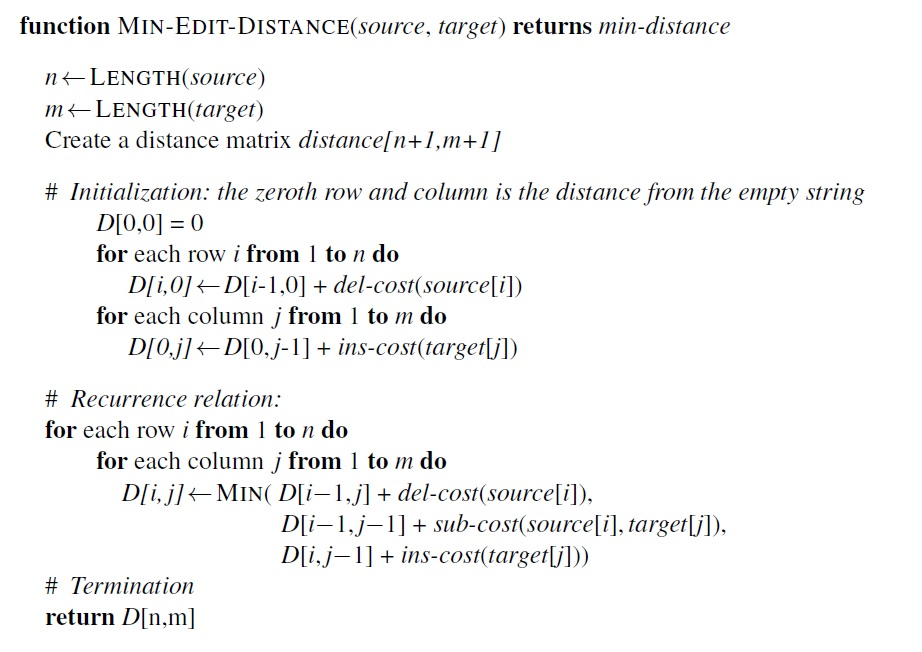 function MIN-EDIT-DISTANCE(source, target) returns min-distance
n←LENGTH(source)
m←LENGTH(target)
Create a distance matrix distance[n+1,m+1]
# Initialization: the zeroth row and column is the distance from the empty string
D[0,0] = 0
for each row i from 1 to n do
D[i,0]←D[i-1,0] + del-cost(source[i])
for each column j from 1 to m do
D[0,j]←D[0,j-1] + ins-cost(target[j])
# Recurrence relation:
for each row i from 1 to n do
for each column j from 1 to m do
D[i,j]←MIN( D[i−1,j] + del-cost(source[i]),
D[i−1,j−1] + sub-cost(source[i],target[j]),
D[i,j−1] + ins-cost(target[j]))
# Termination
return D[n,m]